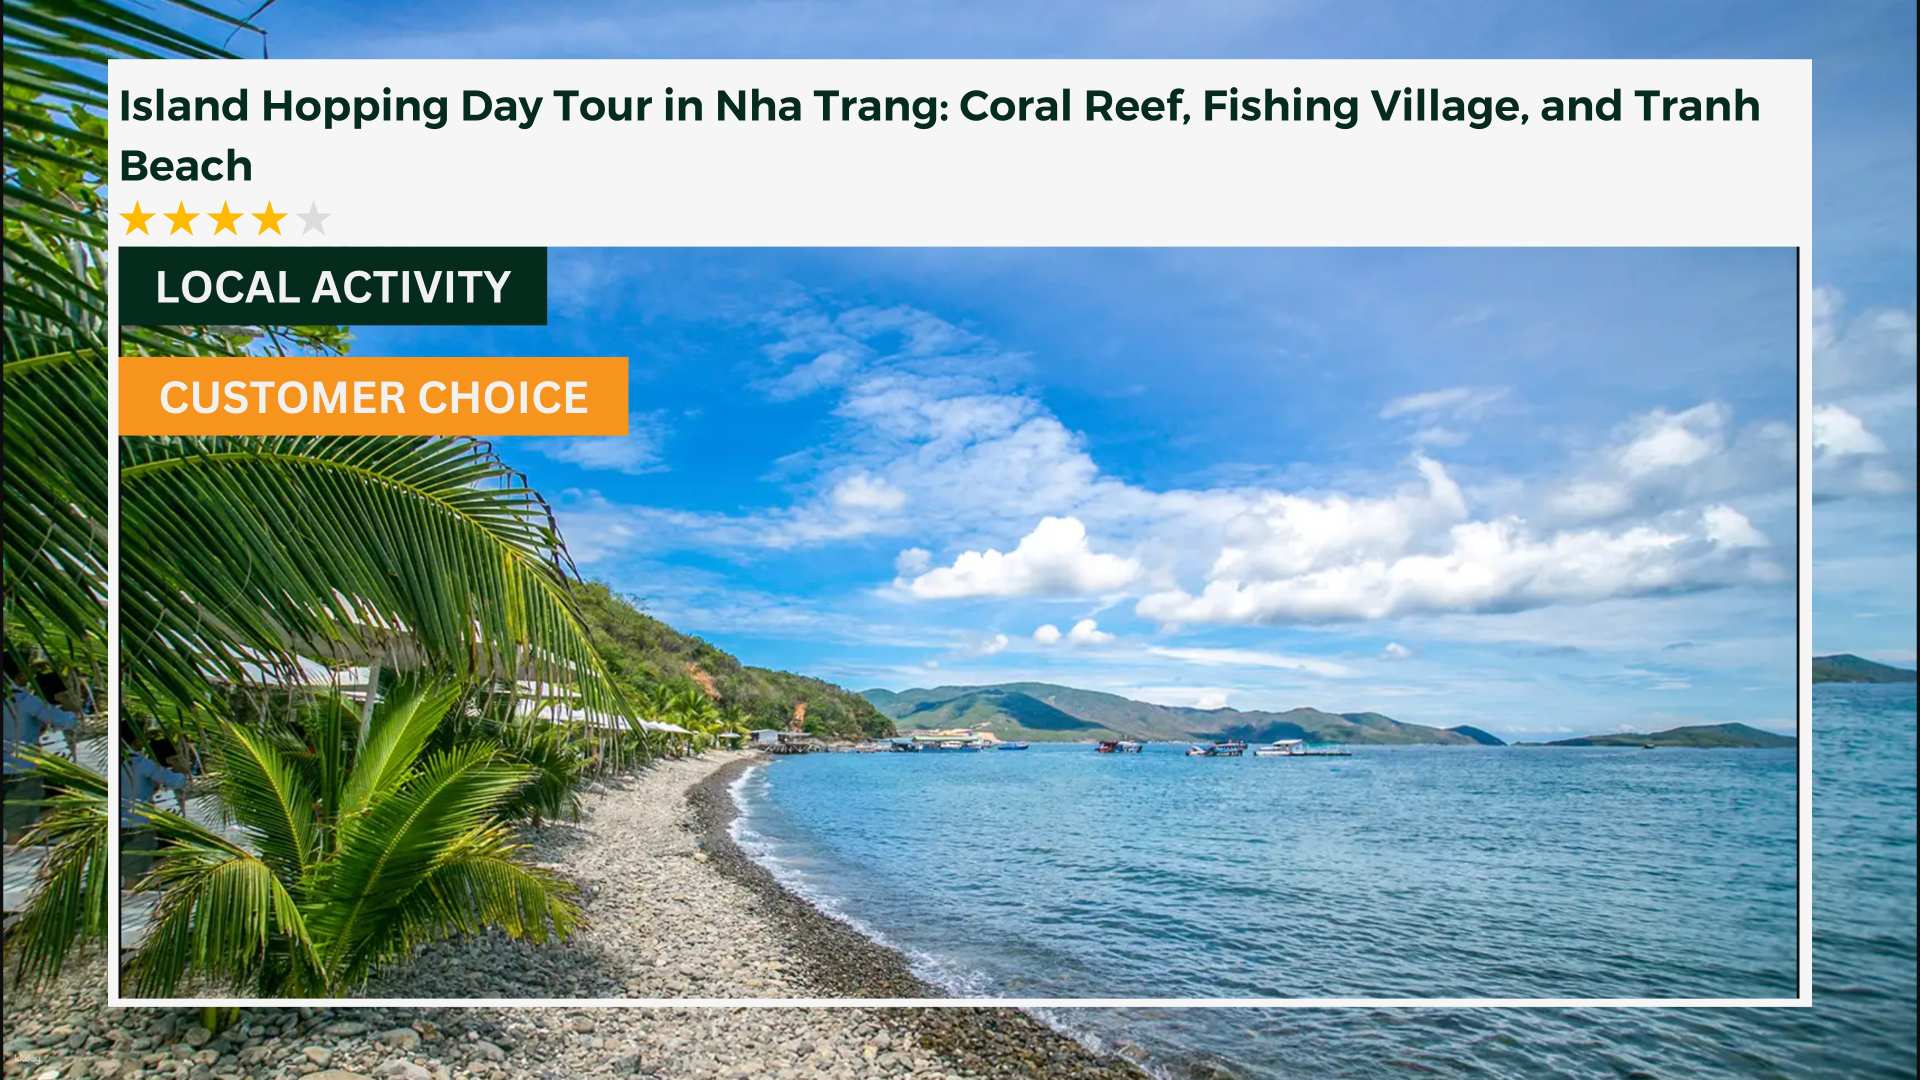 Island Hopping Day Tour in Nha Trang: Coral Reef, Fishing Village, and Tranh
Beach
LOCAL ACTIVITY
CUSTOMER CHOICE